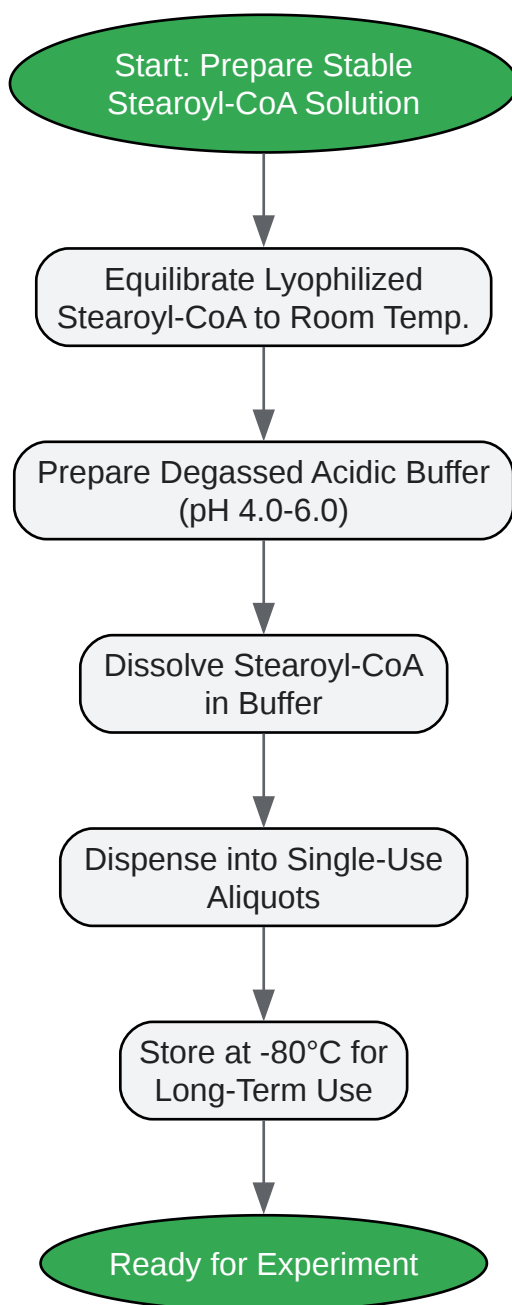 Start: Prepare Stable
Stearoyl-CoA Solution
Equilibrate Lyophilized
Stearoyl-CoA to Room Temp.
Prepare Degassed Acidic Buffer
(pH 4.0-6.0)
Dissolve Stearoyl-CoA
in Buffer
Dispense into Single-Use
Aliquots
Store at -80°C for
Long-Term Use
Ready for Experiment